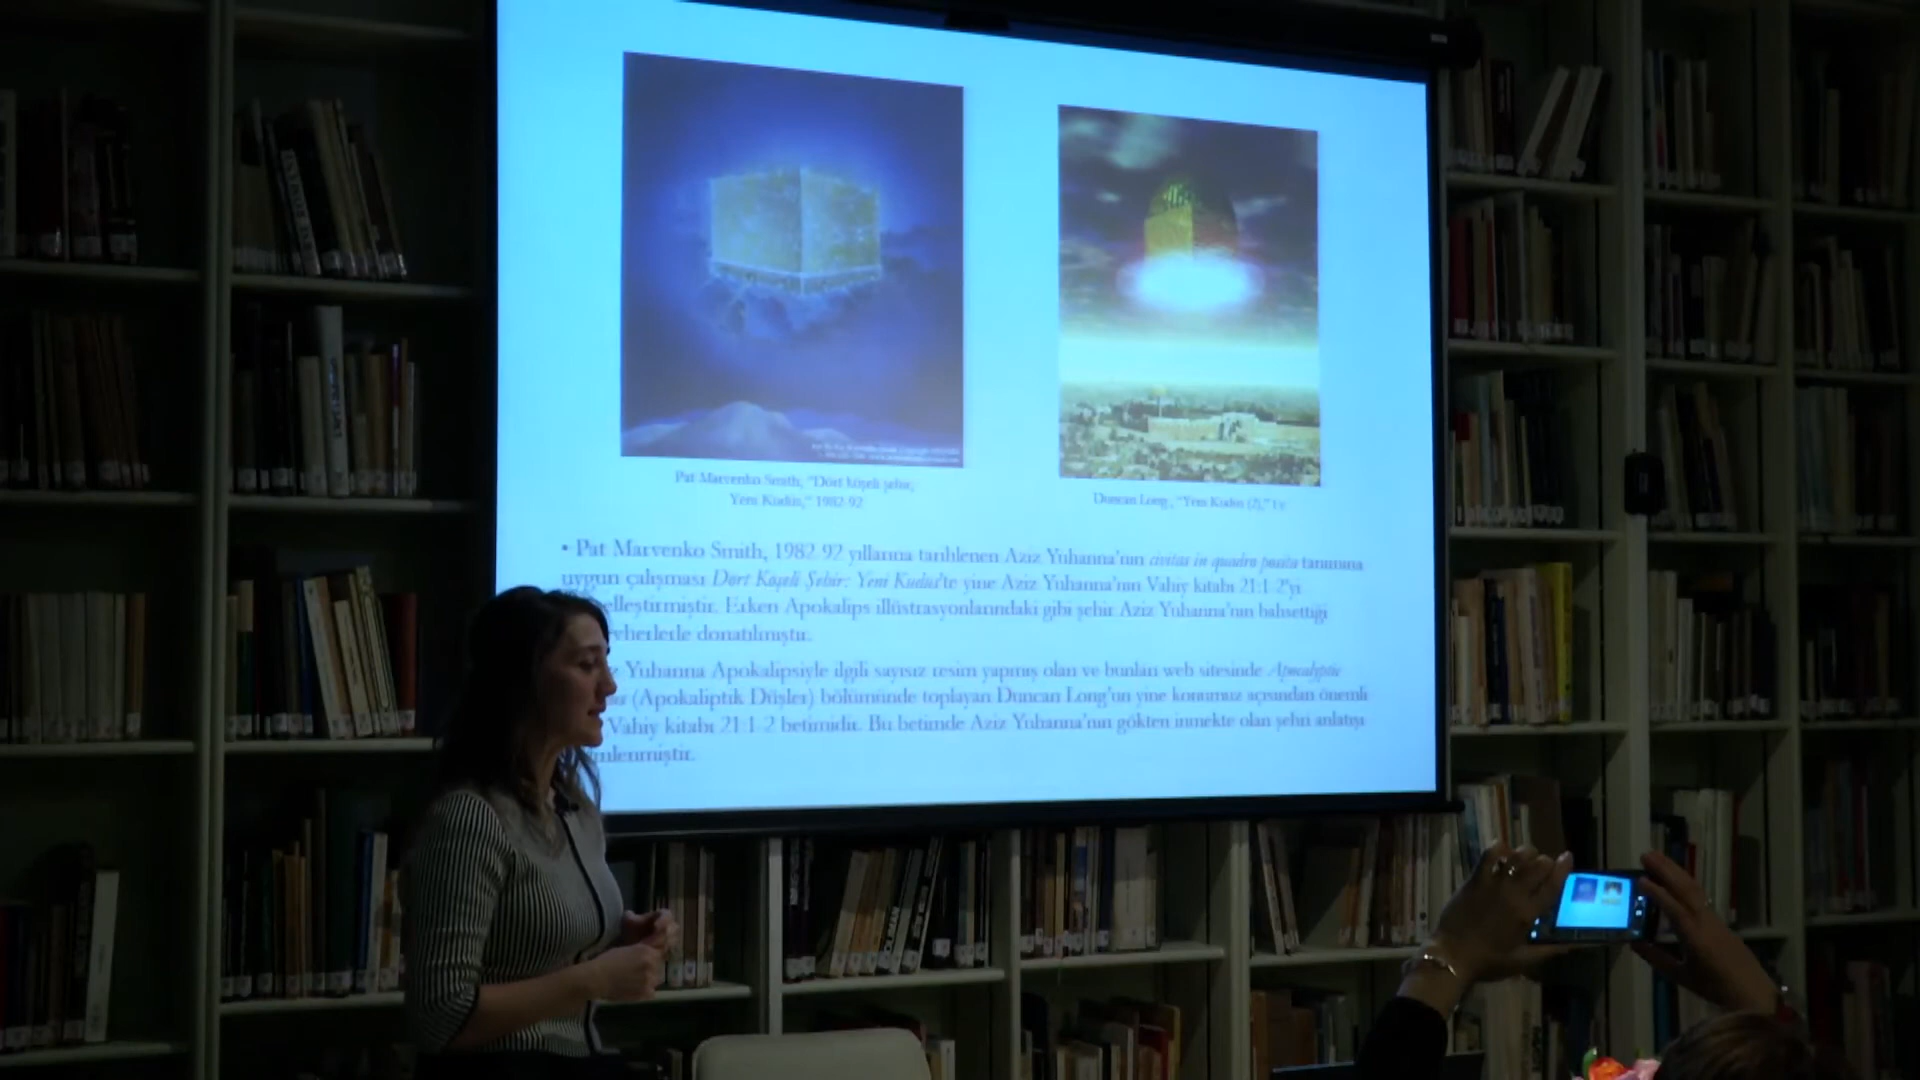 Pat Marvenko Smith, "Dört köşeli şehir,
Yeni Kudüs," 1982-92
Duncan Long, "Yeni Kudüs (2),"
• Pat Marvenko Smith, 1982-92 yıllarına tarihlenen Aziz Yuhanna'nın civitas in quadro posita tanımına
uygun çalışması Dört Köşeli Şehir: Yeni Kudüs'te yine Aziz Yuhanna'nın Vahiy kitabı 21:1-2'yi
elleştirmiştir. Erken Apokalips illüstrasyonlarındaki gibi şehir Aziz Yuhanna'nın bahsettiği
vherlerle donatılmıştır.
z Yuhanna Apokalipsiyle ilgili sayısız resim yapmış olan ve bunları web sitesinde Apocalyptic
(Apokaliptik Düşler) bölümünde toplayan Duncan Long'un yine konumuz açısından önemli
Vahiy kitabı 21:1-2 betimidir. Bu betimde Aziz Yuhanna'nın gökten inmekte olan şehri anlatışı
mlenmiştir.